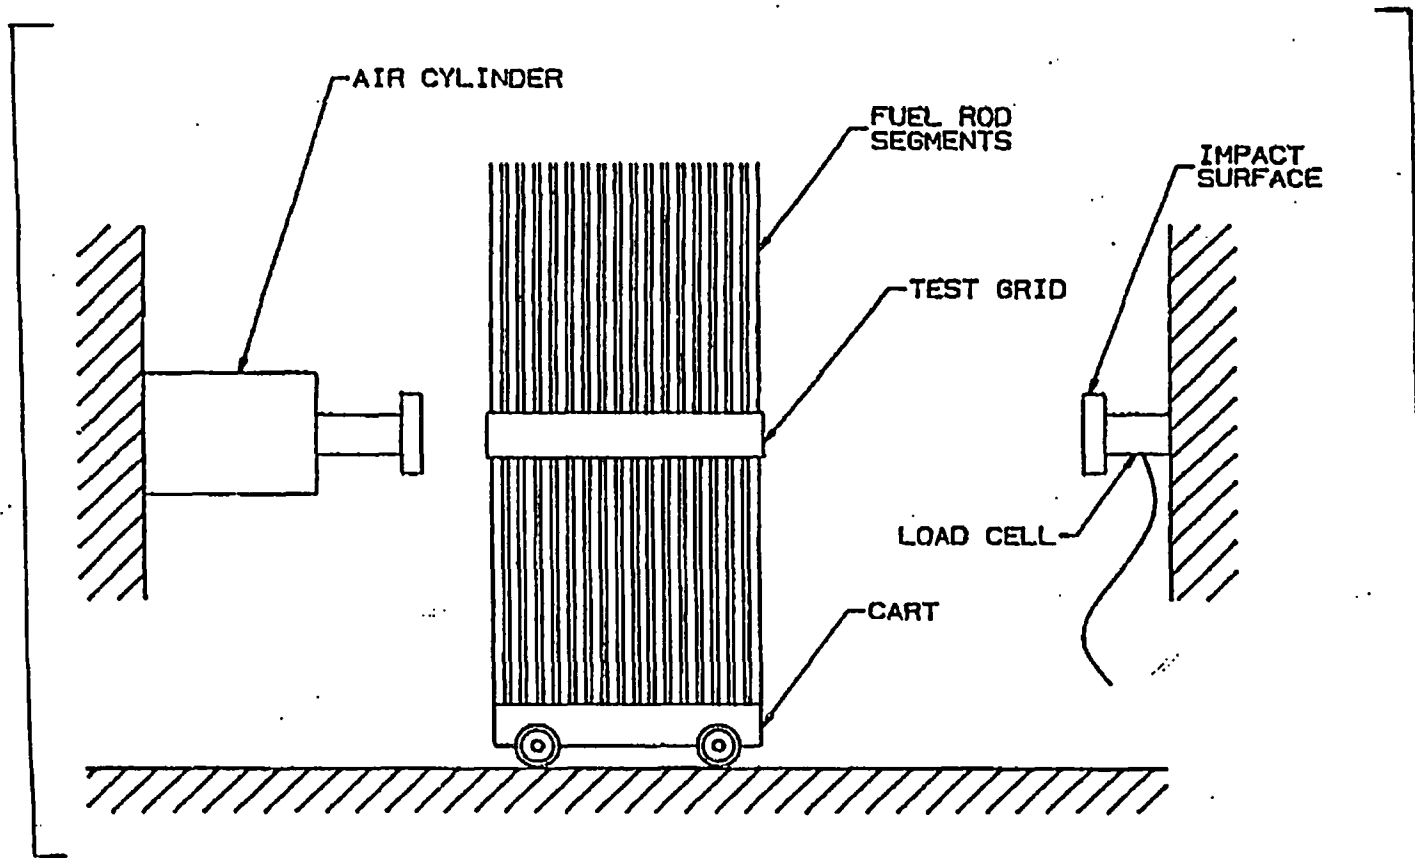 AIR CYLINDER
FUEL ROD
SEGMENTS
IMPACT
SURFACE
TEST GRID
LOAD CELL
CART